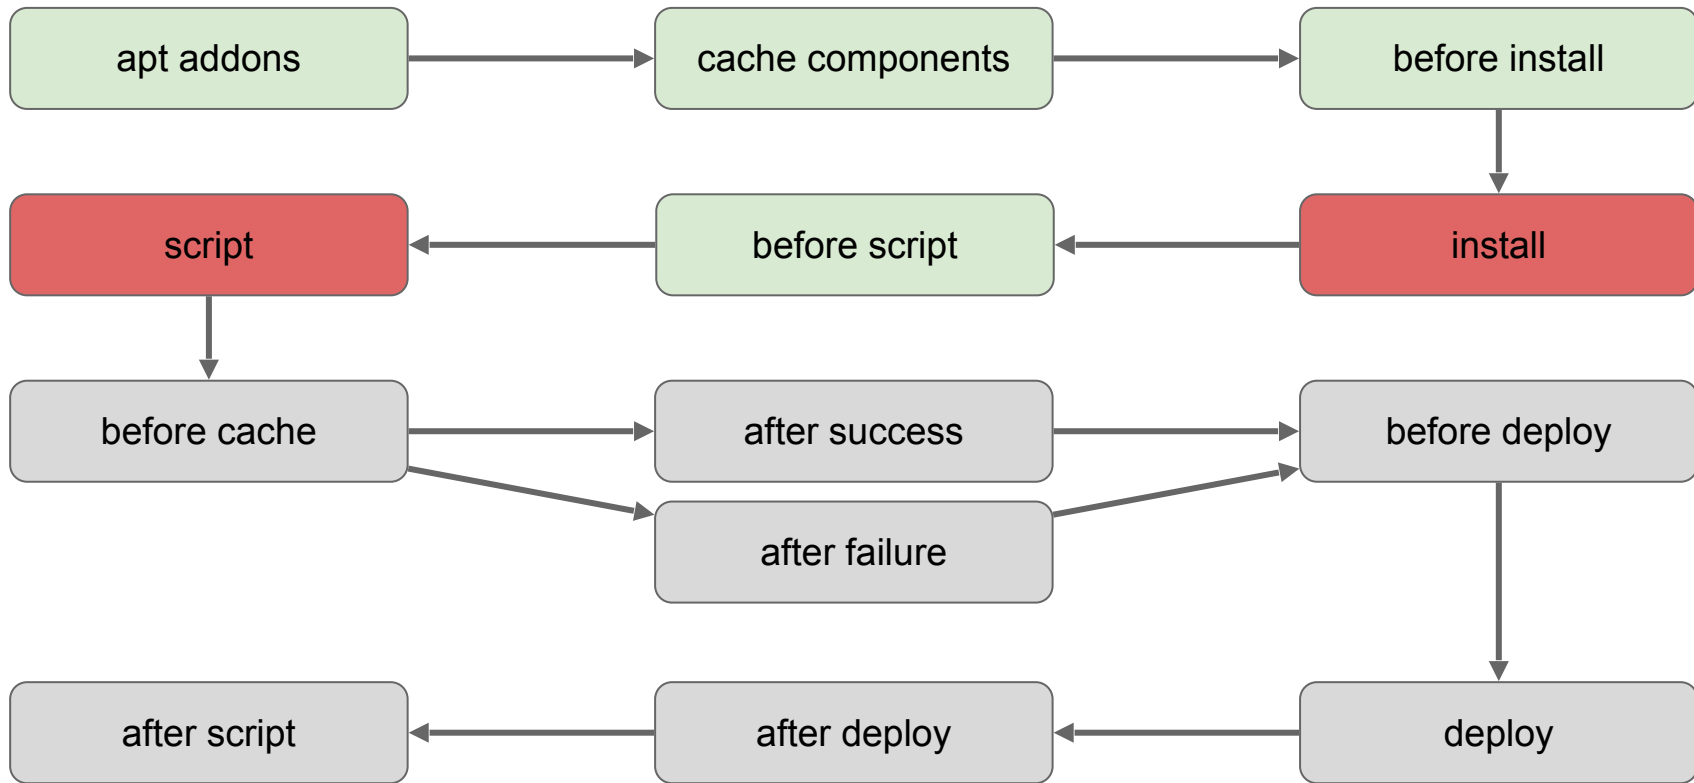 apt addons
cache components
before install
script
before script
install
before cache
after success
before deploy
after failure
after script
after deploy
deploy